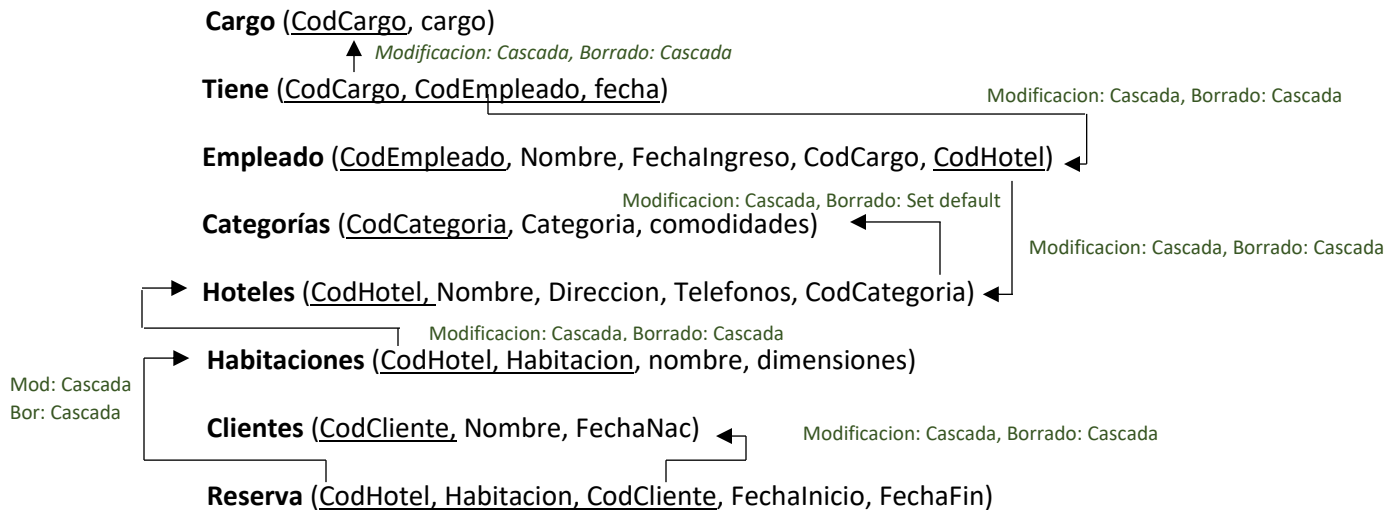 Cargo (CodCargo, cargo)
Modificacion: Cascada, Borrado: Cascada
Tiene (CodCargo, CodEmpleado, fecha)
Modificacion: Cascada, Borrado: Cascada
Empleado (CodEmpleado, Nombre, FechaIngreso, CodCargo, CodHotel)
Modificacion: Cascada, Borrado: Set default
Categorías (CodCategoria, Categoria, comodidades)
Modificacion: Cascada, Borrado: Cascada
Hoteles (CodHotel, Nombre, Direccion, Telefonos, CodCategoria)
Modificacion: Cascada, Borrado: Cascada
Habitaciones (CodHotel, Habitacion, nombre, dimensiones)
Mod: Cascada
Bor: Cascada
Clientes (CodCliente, Nombre, FechaNac)
Modificacion: Cascada, Borrado: Cascada
Reserva (CodHotel, Habitacion, CodCliente, FechaInicio, FechaFin)